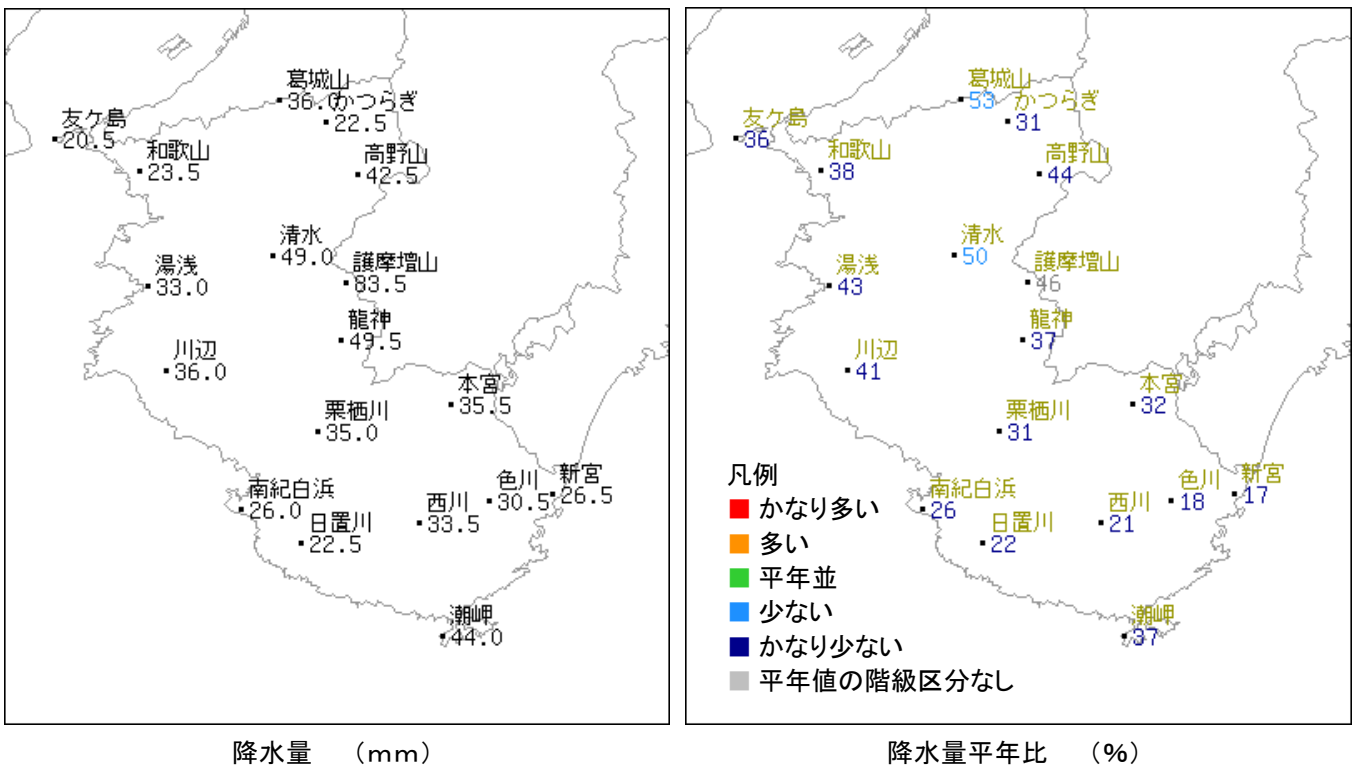 葛城山
36.0
かつらぎ
22.5
友ケ島
20.5
和歌山
23.5
高野山
42.5
清水
49.0
湯浅
33.0
護摩壇山
83.5
龍神
49.5
川辺
36.0
本宮
35.5
栗栖川
35.0
南紀白浜
26.0
日置川
22.5
西川
33.5
色川
30.5
新宮
26.5
潮岬
44.0
降水量 （mm）
葛城山
53
かつらぎ
31
友ケ島
36
和歌山
38
高野山
44
清水
50
湯浅
43
護摩壇山
46
龍神
37
川辺
41
本宮
32
栗栖川
31
南紀白浜
26
日置川
22
西川
21
色川
18
新宮
17
潮岬
37
凡例
かなり多い
多い
平年並
少ない
かなり少ない
平年値の階級区分なし
降水量平年比 （%）